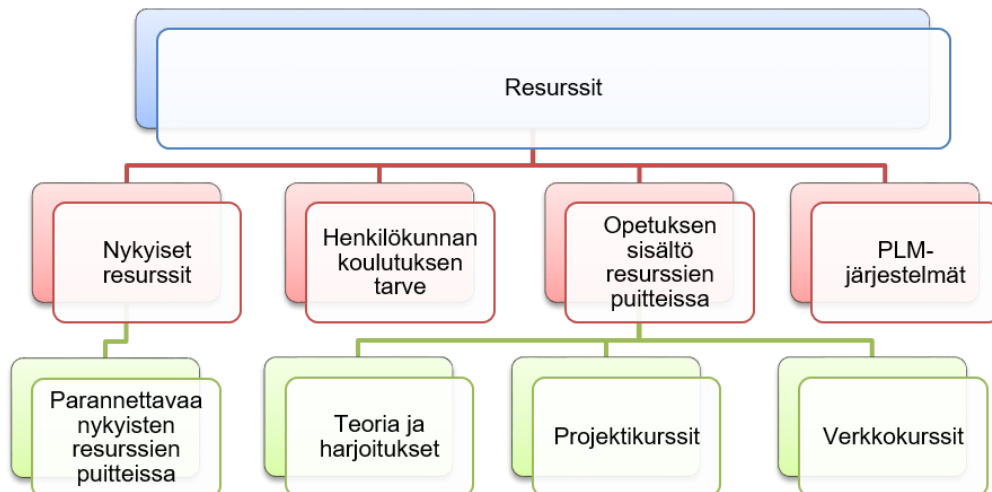 Resurssit
Nykyiset
resurssit
Henkilökunnan
koulutuksen
tarve
Opetuksen
sisältö
resurssien
puitteissa
PLM-
järjestelmät
Parannettavaa
nykyisten
resurssien
puitteissa
Teoria ja
harjoitukset
Projektikurssit
Verkkokurssit